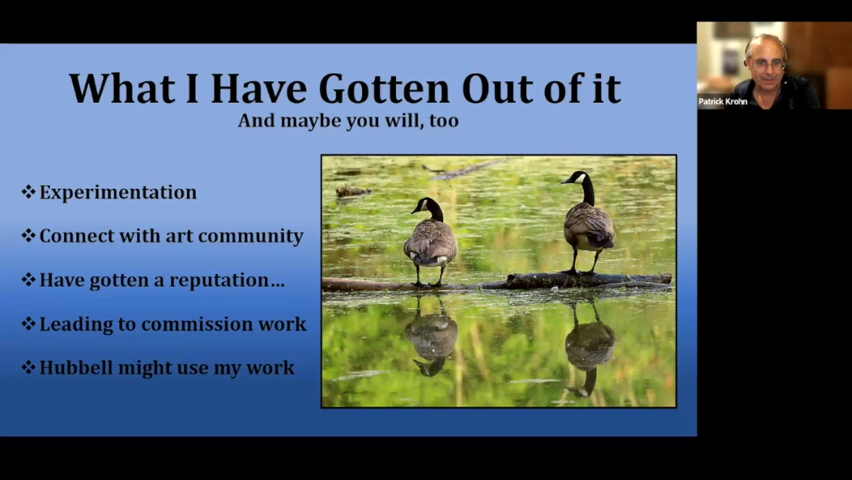 What I Have Gotten Out of it
And maybe you will, too
❖Experimentation
❖Connect with art community
❖Have gotten a reputation…
❖Leading to commission work
❖Hubbell might use my work
Patrick Krohn